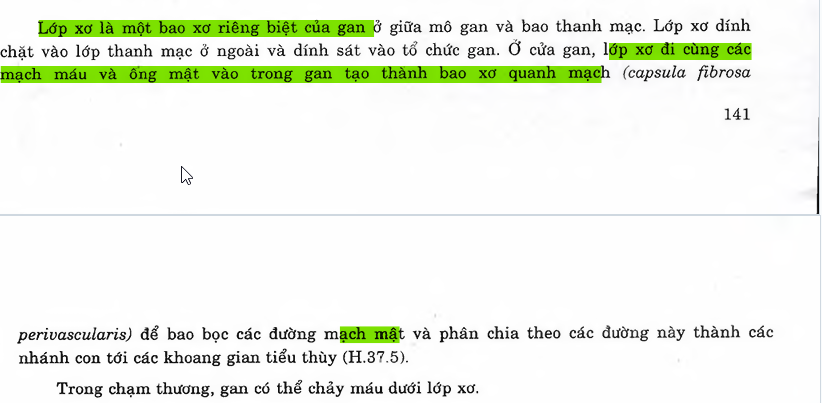 Lớp xơ là một bao xơ riêng biệt của gan ở giữa mô gan và bao thanh mạc. Lớp xơ dính
chặt vào lớp thanh mạc ở ngoài và dính sát vào tổ chức gan. Ở cửa gan, lớp xơ đi cùng các
mạch máu và ống mật vào trong gan tạo thành bao xơ quanh mạch (capsula fibrosa
141
perivascularis) để bao bọc các đường mạch mật và phân chia theo các đường này thành các
nhánh con tới các khoang gian tiểu thùy (H.37.5).
Trong chạm thương, gan có thể chảy máu dưới lớp xơ.